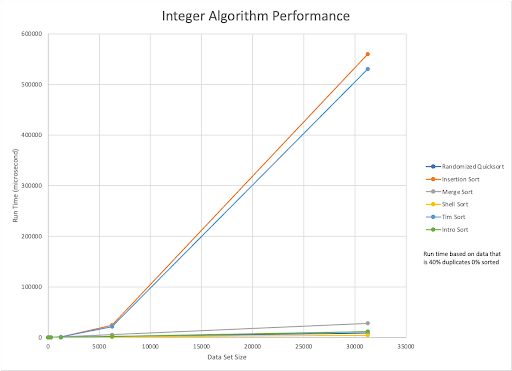 Integer Algorithm Performance
600000
500000
400000
300000
200000
100000
0
Run Time (microsecond)
0 5000 10000 15000 20000 25000 30000 35000
Data Set Size
Randomized Quicksort
Insertion Sort
Merge Sort
Shell Sort
Tim Sort
Intro Sort
Run time based on data that
is 40% duplicates 0% sorted